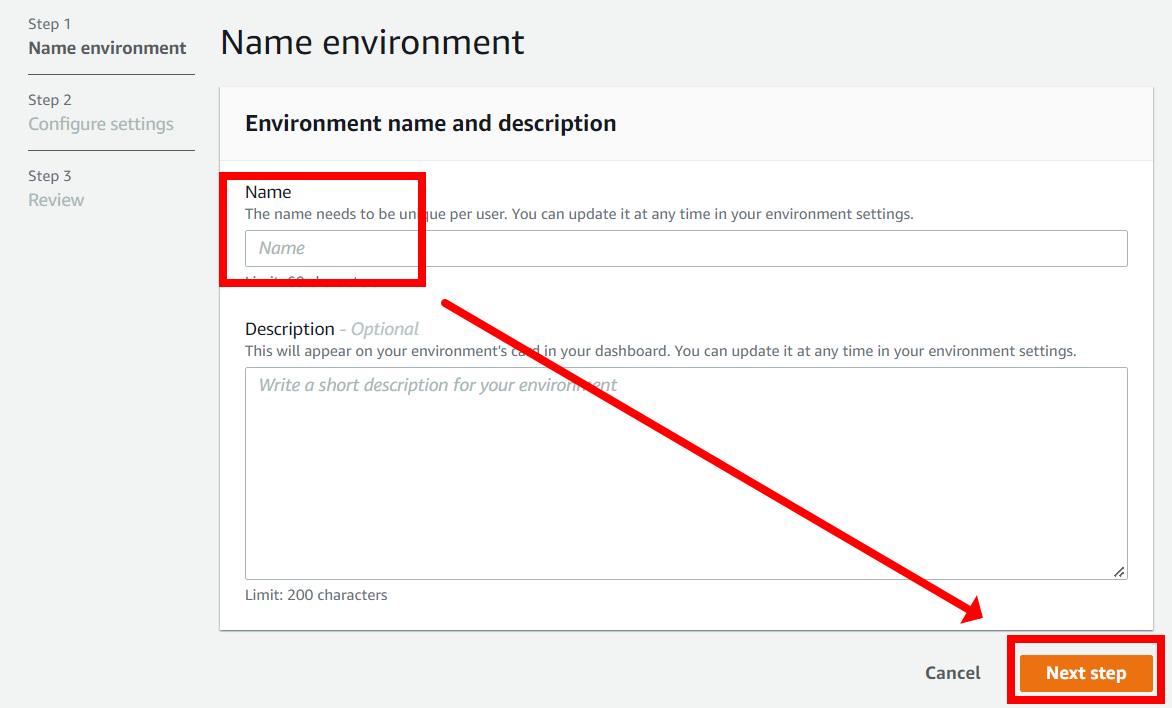 Step 1
Name environment
Step 2
Configure settings
Step 3
Review
Name environment
Environment name and description
Name
The name needs to be unique per user. You can update it at any time in your environment settings.
Name
Limit: 60 characters
Description - Optional
This will appear on your environment's card in your dashboard. You can update it at any time in your environment settings.
Write a short description for your environment
Limit: 200 characters
Cancel
Next step